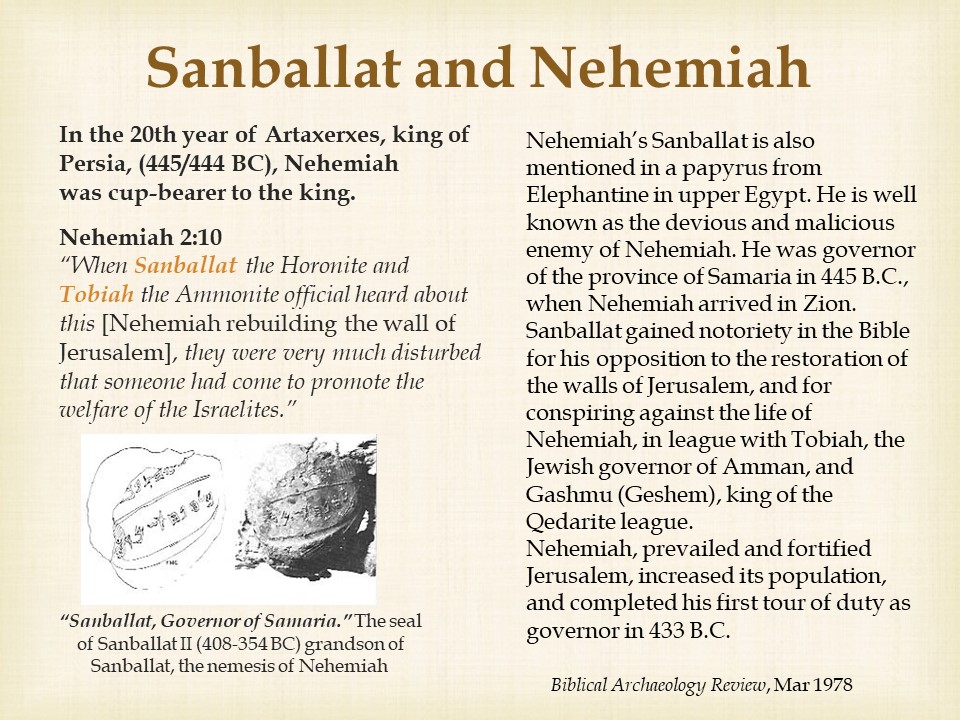 Sanballat and Nehemiah
In the 20th year of Artaxerxes, king of
Persia, (445/444 BC), Nehemiah
was cup-bearer to the king.
Nehemiah 2:10
“When Sanballat the Horonite and
Tobiah the Ammonite official heard about
this [Nehemiah rebuilding the wall of
Jerusalem], they were very much disturbed
that someone had come to promote the
welfare of the Israelites.”
“Sanballat, Governor of Samaria.” The seal
of Sanballat II (408-354 BC) grandson of
Sanballat, the nemesis of Nehemiah
Nehemiah’s Sanballat is also
mentioned in a papyrus from
Elephantine in upper Egypt. He is well
known as the devious and malicious
enemy of Nehemiah. He was governor
of the province of Samaria in 445 B.C.,
when Nehemiah arrived in Zion.
Sanballat gained notoriety in the Bible
for his opposition to the restoration of
the walls of Jerusalem, and for
conspiring against the life of
Nehemiah, in league with Tobiah, the
Jewish governor of Amman, and
Gashmu (Geshem), king of the
Qedarite league.
Nehemiah, prevailed and fortified
Jerusalem, increased its population,
and completed his first tour of duty as
governor in 433 B.C.
Biblical Archaeology Review, Mar 1978